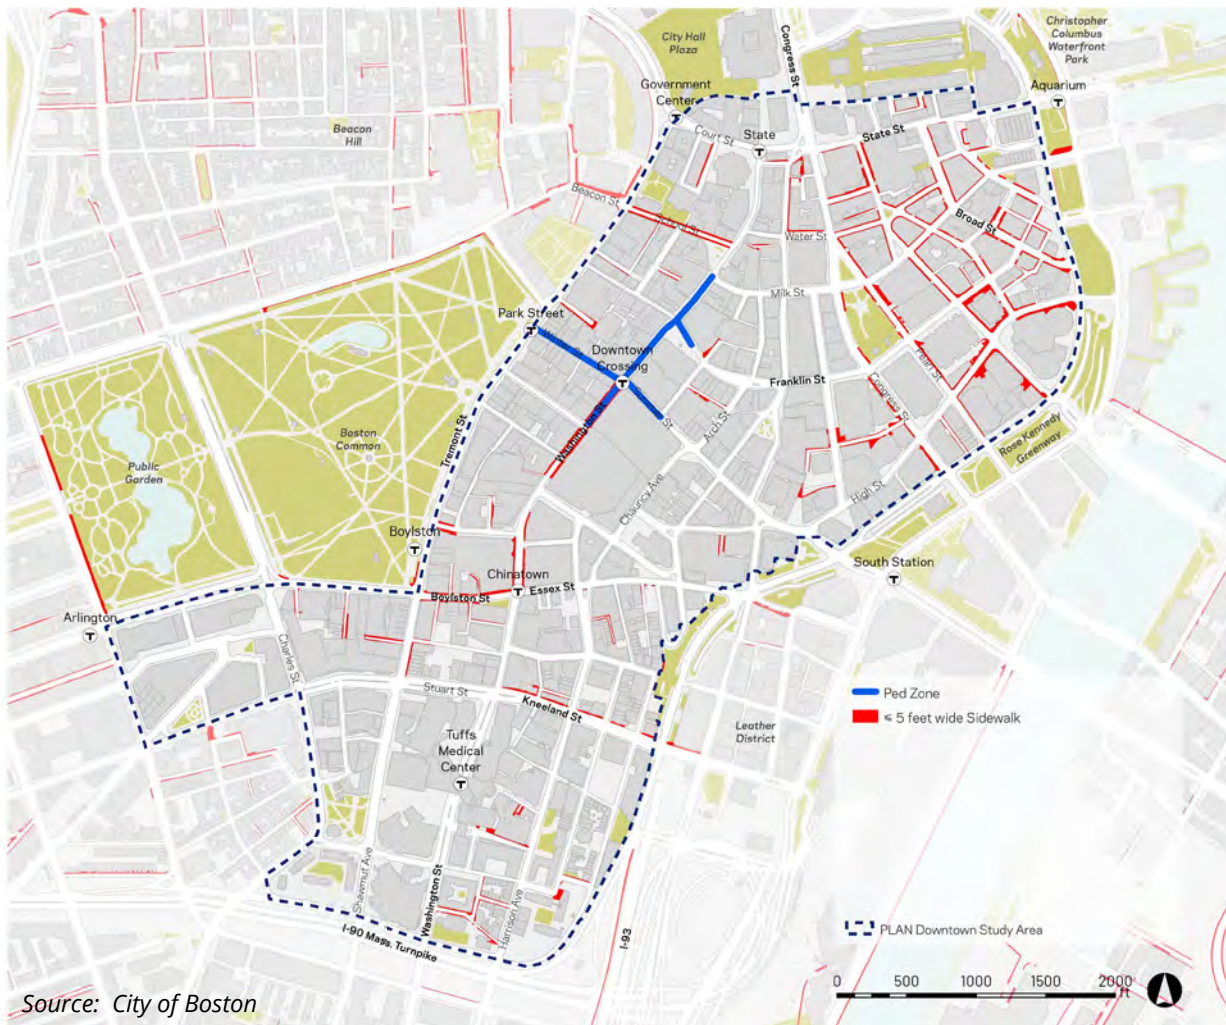 City Hall
Plaza
Congress St
Christopher
Columbus
Waterfront
Park
Government
Center
Aquarium
Beacon
Hill
Court St
State
State St
Beacon St
School St
Water St
Broad St
Milk St
Park Street
Downtown
Crossing
Franklin St
Pearl St
Congress St
Washington St
Arch St
Tremont St
Boston
Common
Public
Garden
Rose Kennedy
Greenway
Chauncy Ave
High St
Boylston
Chinatown
South Station
Boylston St
Essex St
Arlington
Charles St
Stuart St
Kneeland St
Ped Zone
≤ 5 feet wide Sidewalk
Leather
District
Tuffs
Medical
Center
Shawmut Ave
Washington St
Harrison Ave
I-93
I-90 Mass. Turnpike
PLAN Downtown Study Area
0 500 1000 1500 2000
ft
Source: City of Boston